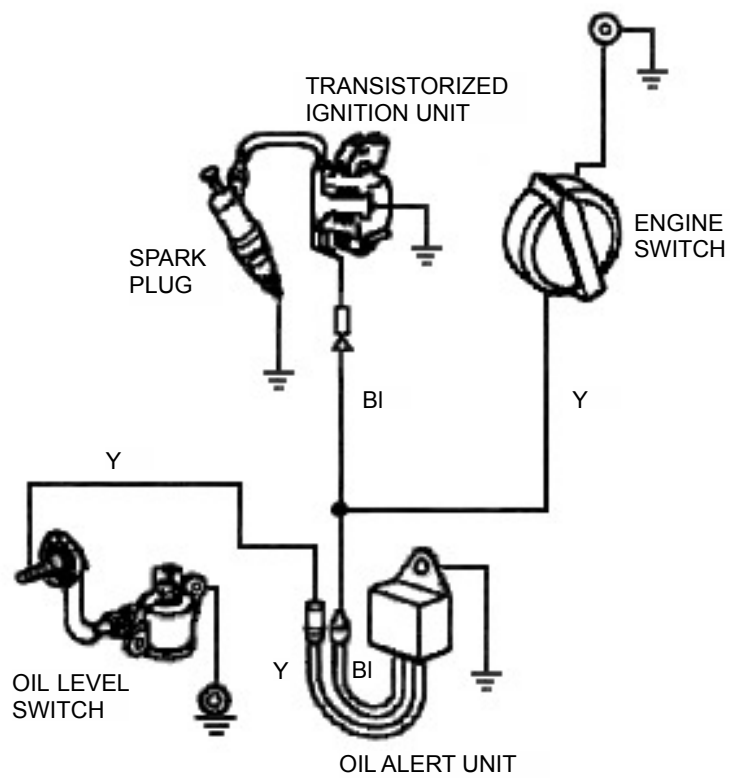 TRANSISTORIZED
IGNITION UNIT
ENGINE
SWITCH
SPARK
PLUG
Bl
Y
Y
Y
Bl
OIL LEVEL
SWITCH
OIL ALERT UNIT